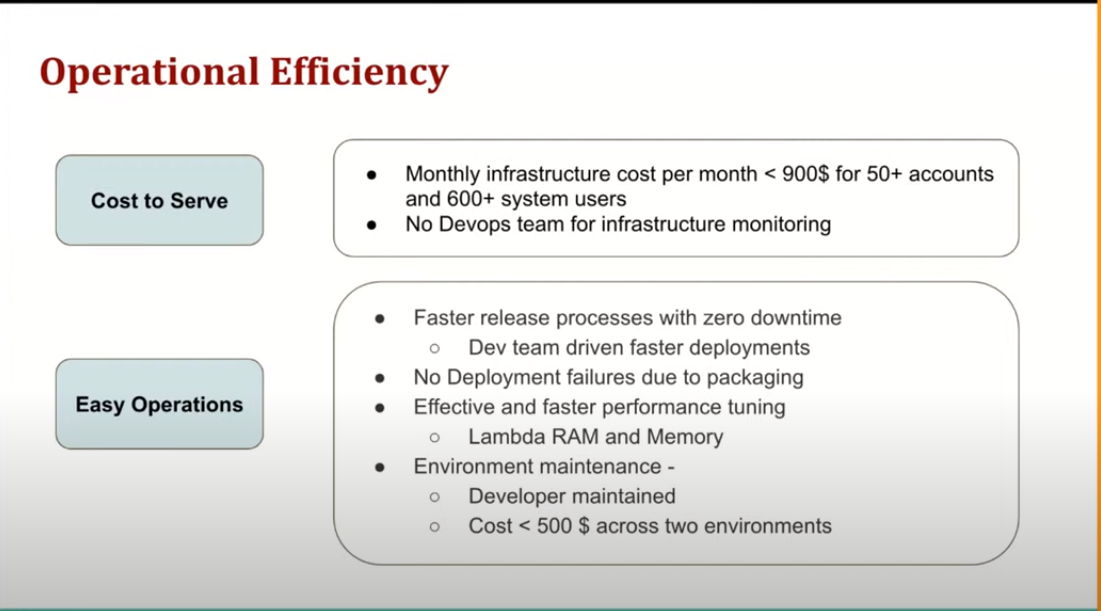 Operational Efficiency
Cost to Serve
● Monthly infrastructure cost per month < 900$ for 50+ accounts
and 600+ system users
● No Devops team for infrastructure monitoring
Easy Operations
● Faster release processes with zero downtime
○ Dev team driven faster deployments
● No Deployment failures due to packaging
● Effective and faster performance tuning
○ Lambda RAM and Memory
● Environment maintenance -
○ Developer maintained
○ Cost < 500 $ across two environments